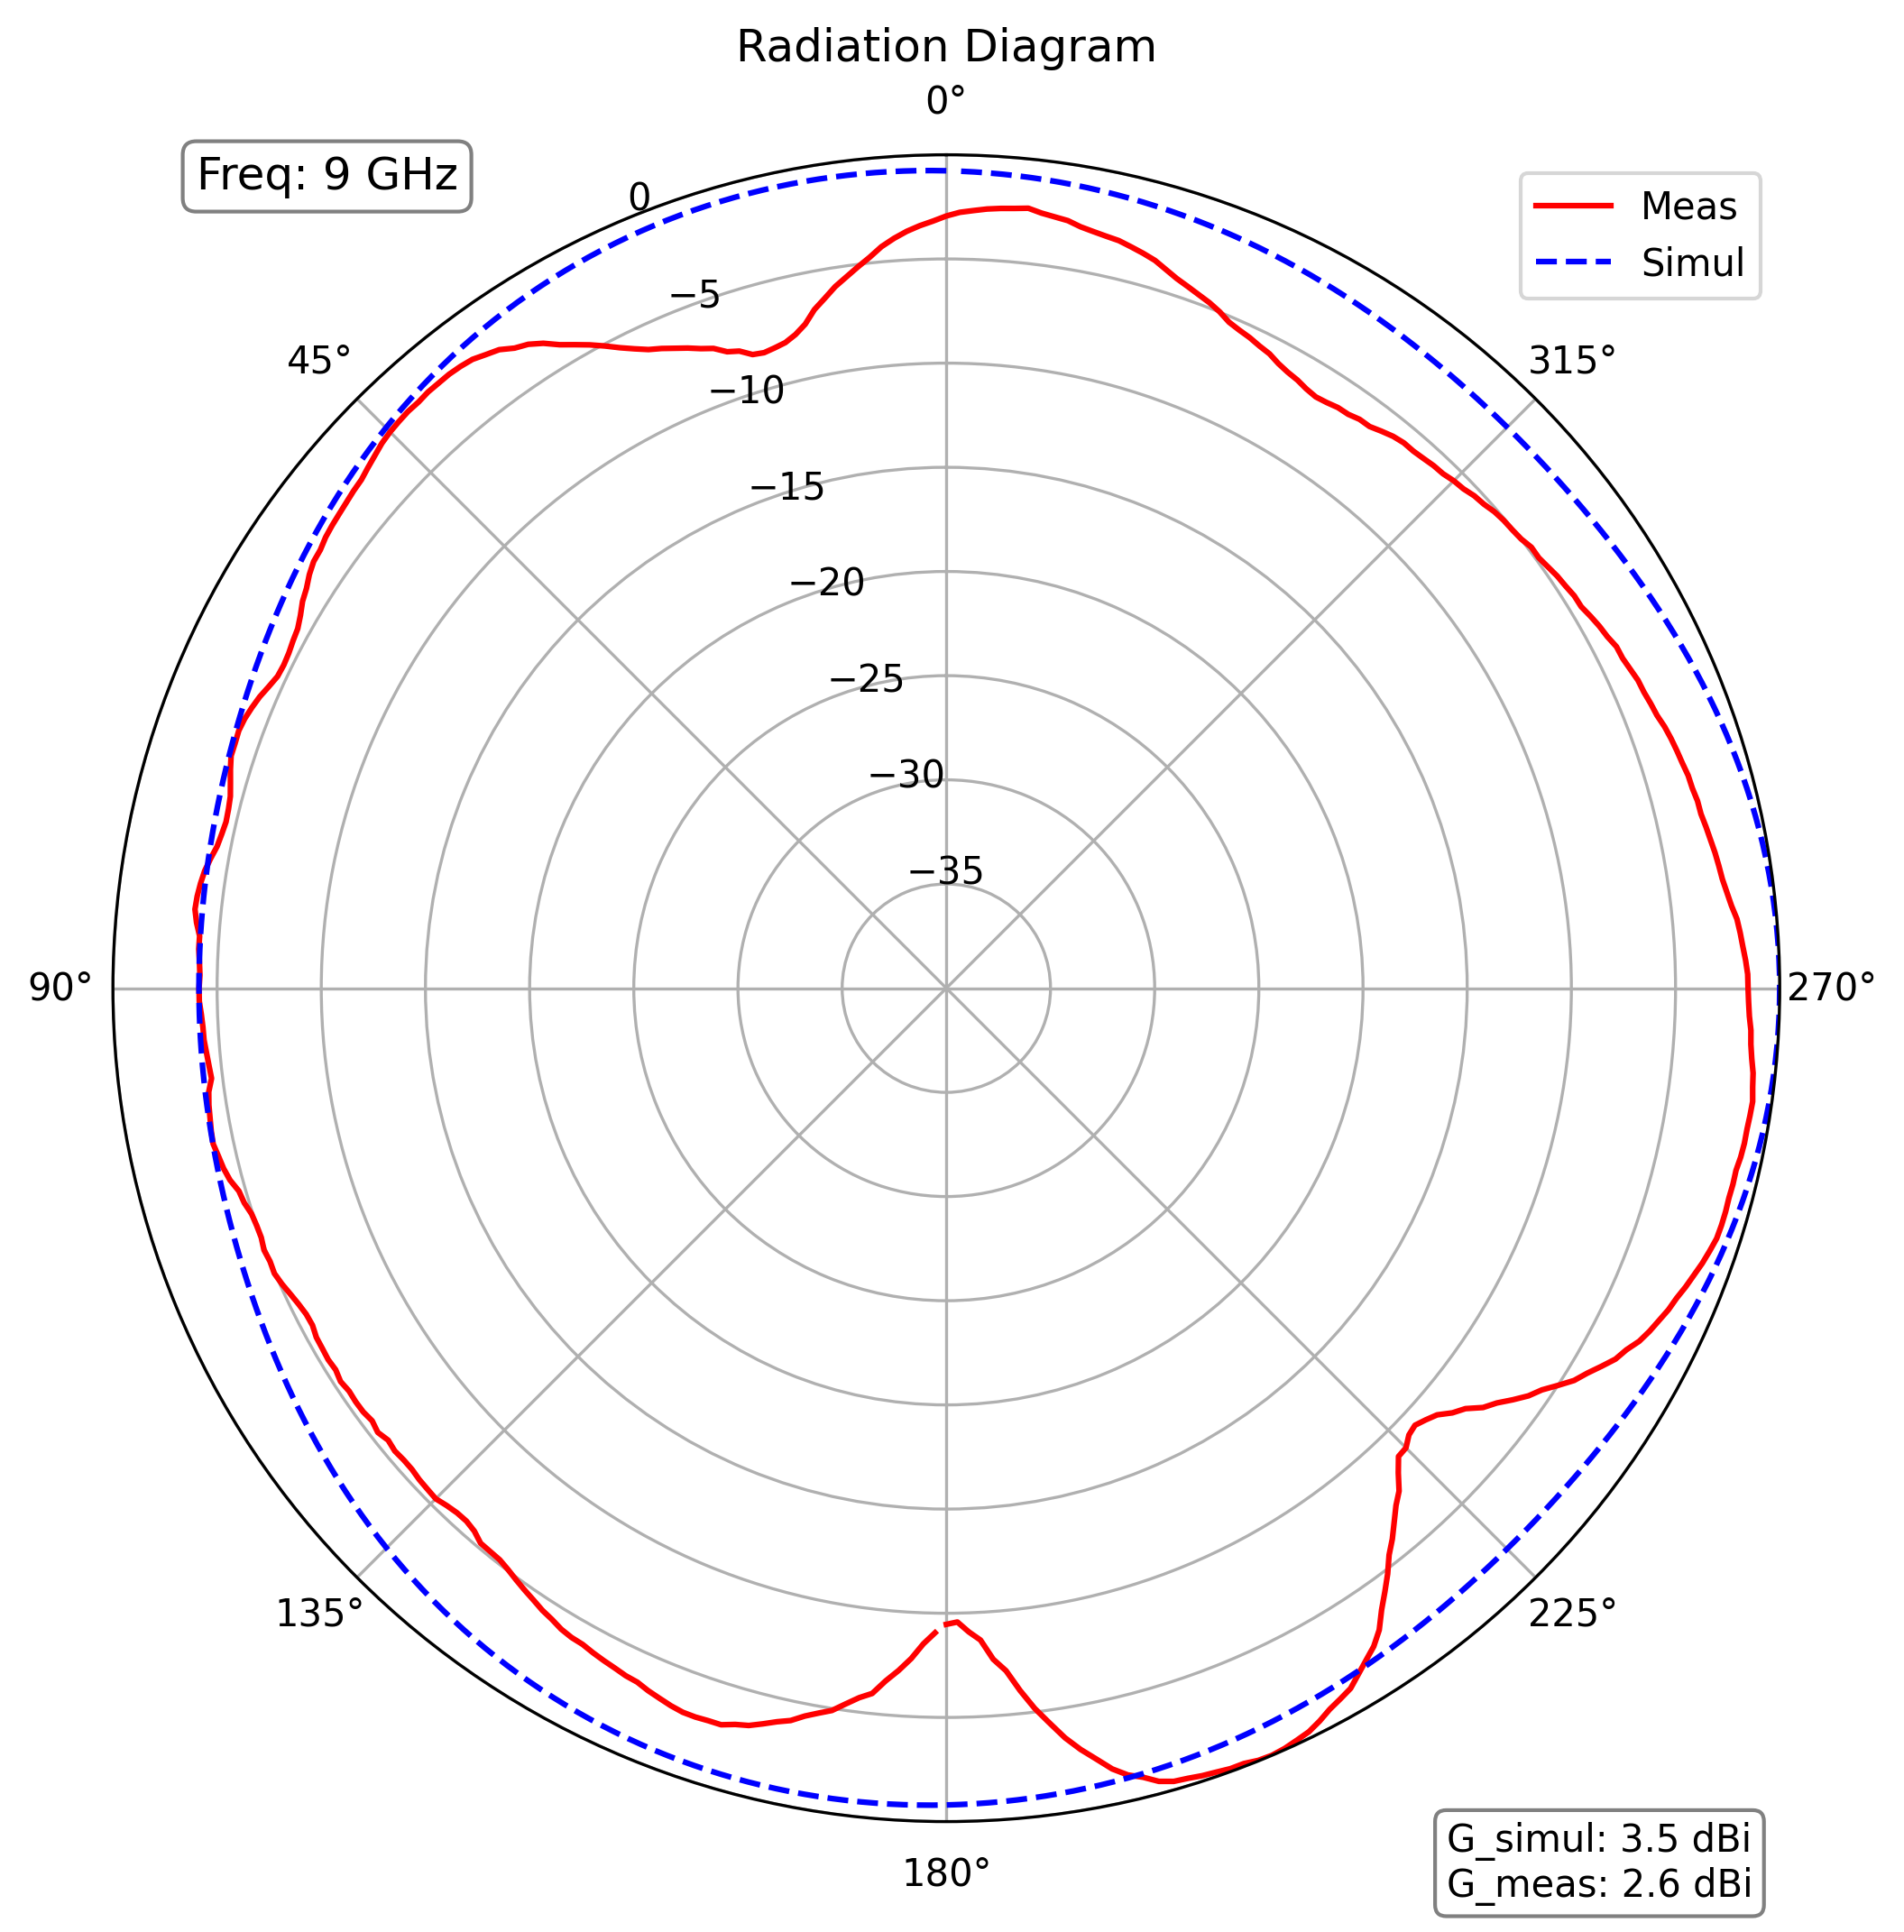 Radiation Diagram
0°
Freq: 9 GHz
0
Meas
Simul
−5
45°
315°
−10
−15
−20
−25
−30
−35
90°
270°
135°
225°
180°
G_simul: 3.5 dBi
G_meas: 2.6 dBi